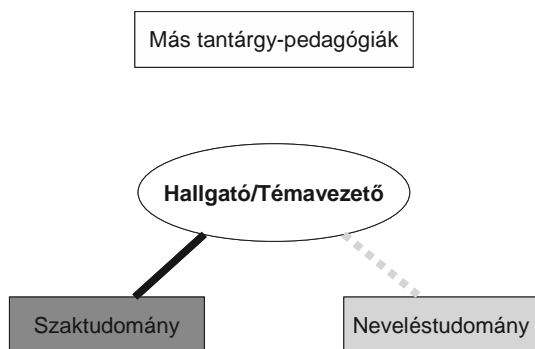 Más tantárgy-pedagógiák
Hallgató/Témavezető
Szaktudomány
Neveléstudomány